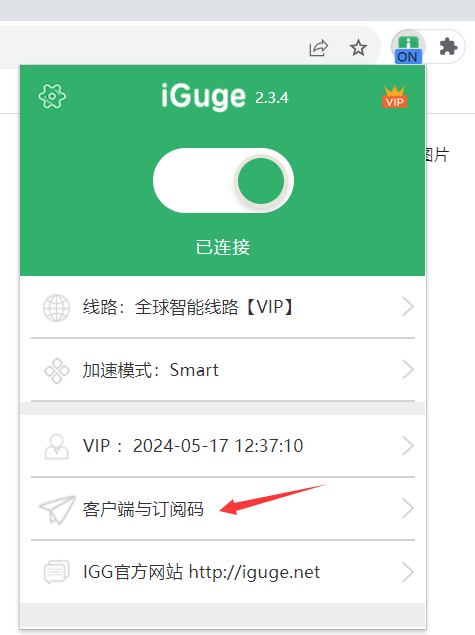 ON
iGuge 2.3.4
VIP
图片
已连接
线路：全球智能线路【VIP】
加速模式：Smart
VIP ：2024-05-17 12:37:10
客户端与订阅码
IGG官方网站 http://iguge.net